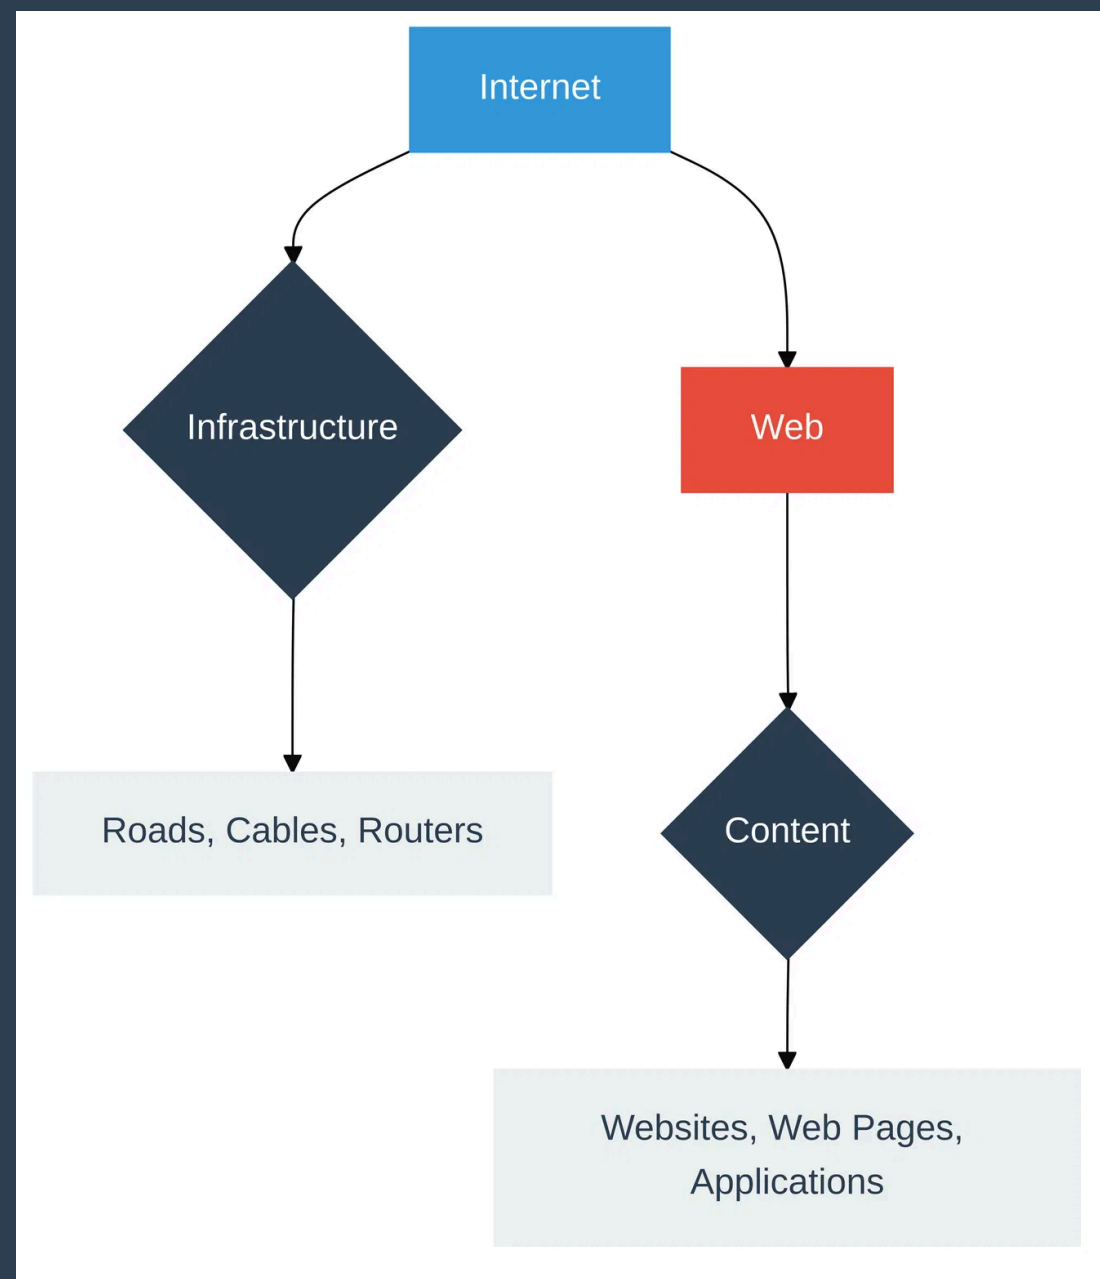 Internet
Infrastructure
Web
Roads, Cables, Routers
Content
Websites, Web Pages,
Applications